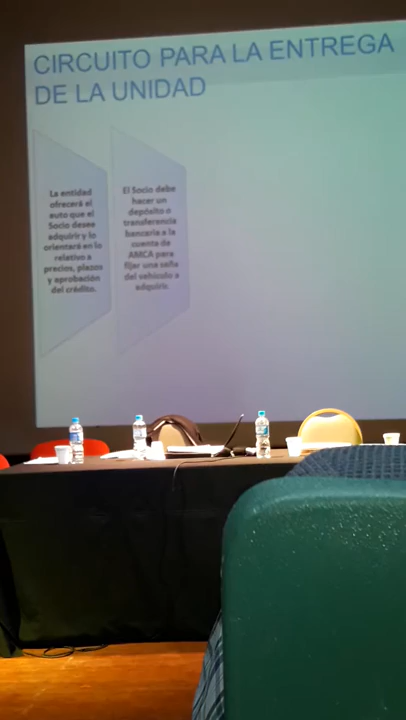 CIRCUITO PARA LA ENTREGA
DE LA UNIDAD
La entidad
ofrecerá el
auto que el
Socio desee
adquirir y lo
orientará en lo
relativo a
precios, plazos
y aprobación
del crédito.
El Socio debe
hacer un
depósito o
transferencia
bancaria a la
cuenta de
AMCA para
fijar una seña
del vehículo a
adquirir.